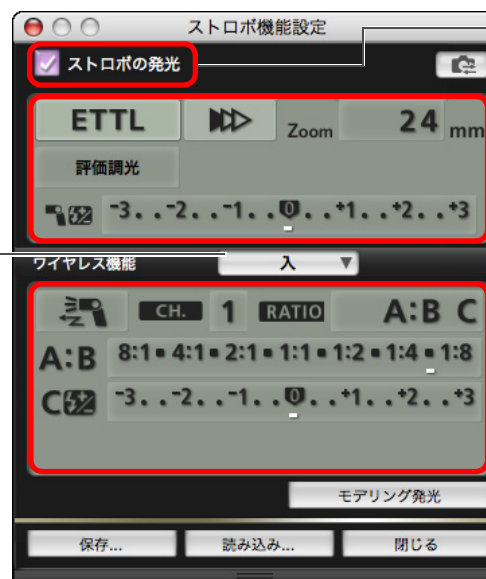 ストロボ機能設定
ストロボの発光
ETTL Zoom 24 mm
評価調光
-3..-2..-1..0..+1..+2..+3
ワイヤレス機能 入 ▼
CH. 1 RATIO A:B C
A:B 8:1▪4:1▪2:1▪1:1▪1:2▪1:4▪1:8
C -3..-2..-1..0..+1..+2..+3
モデリング発光
保存... 読み込み... 閉じる